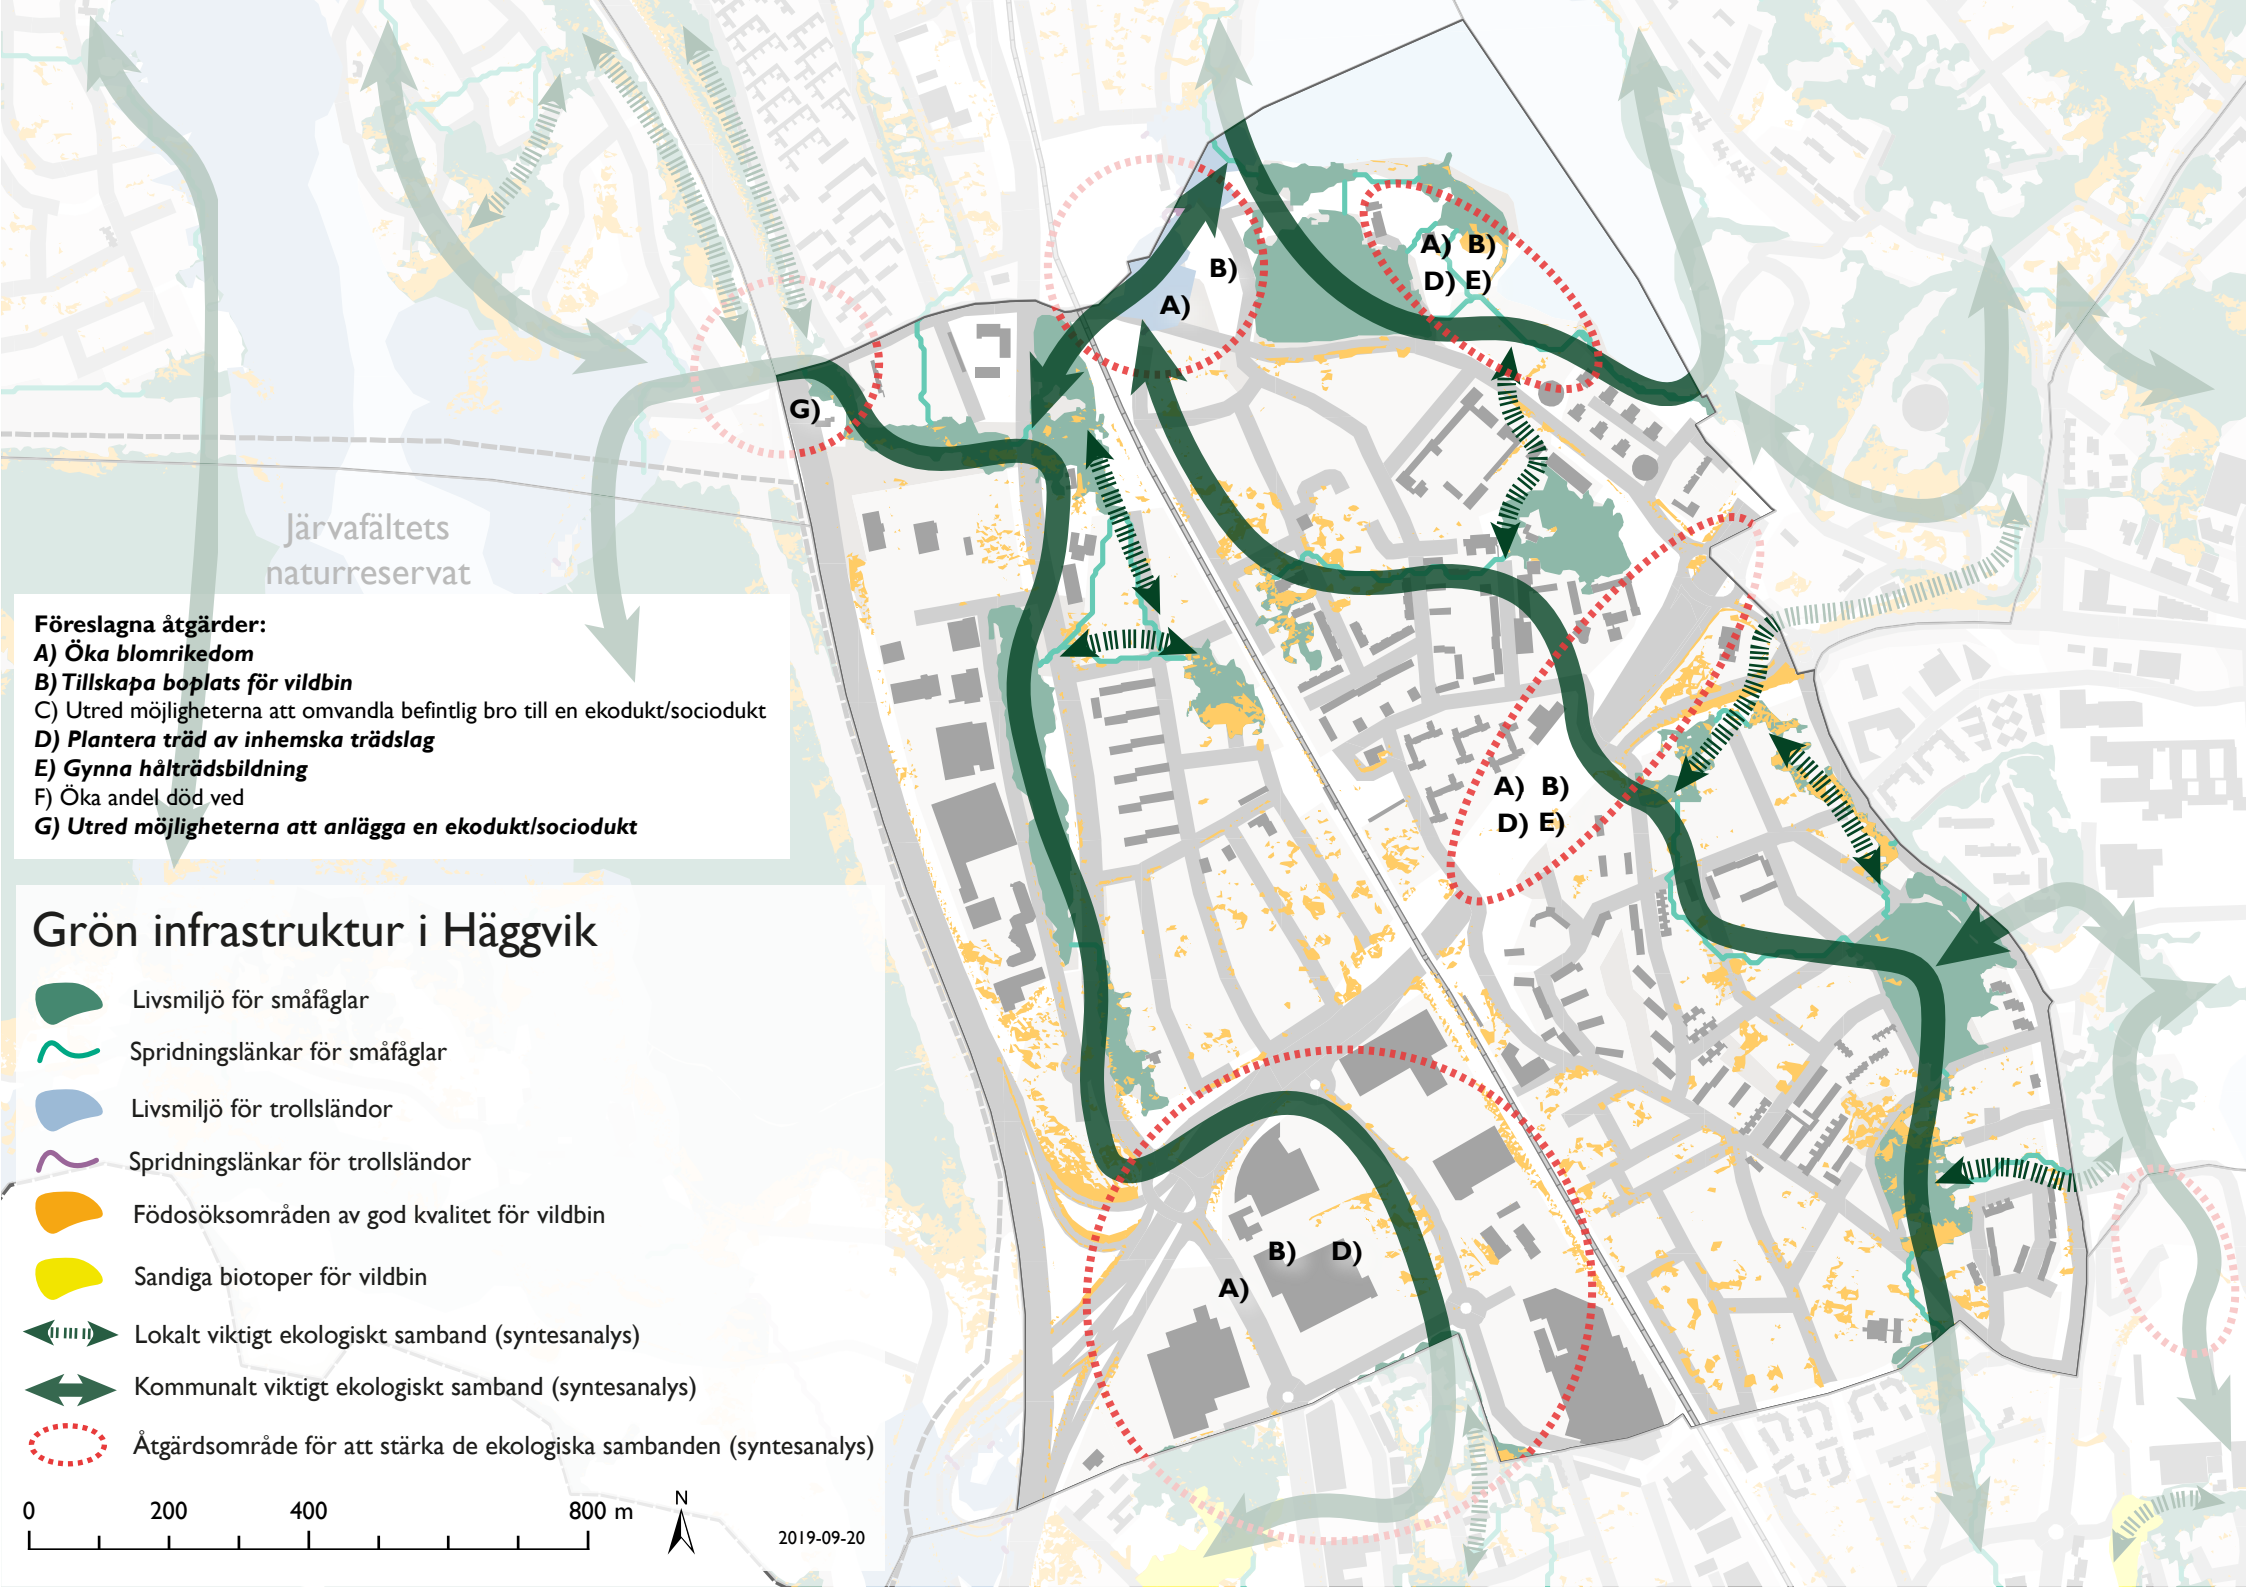 B)
A)
A) B)
D) E)
G)
Järvafältets
naturreservat
Föreslagna åtgärder:
A) Öka blomrikedom
B) Tillskapa boplats för vildbin
C) Utred möjligheterna att omvandla befintlig bro till en ekodukt/sociodukt
D) Plantera träd av inhemska trädslag
E) Gynna hålträdsbildning
F) Öka andel död ved
G) Utred möjligheterna att anlägga en ekodukt/sociodukt
A) B)
D) E)
Grön infrastruktur i Häggvik
Livsmiljö för småfåglar
Spridningslänkar för småfåglar
Livsmiljö för trollsländor
Spridningslänkar för trollsländor
Födosöksområden av god kvalitet för vildbin
Sandiga biotoper för vildbin
Lokalt viktigt ekologiskt samband (syntesanalys)
Kommunalt viktigt ekologiskt samband (syntesanalys)
Åtgärdsområde för att stärka de ekologiska sambanden (syntesanalys)
B) D)
A)
0 200 400 800 m
N
2019-09-20